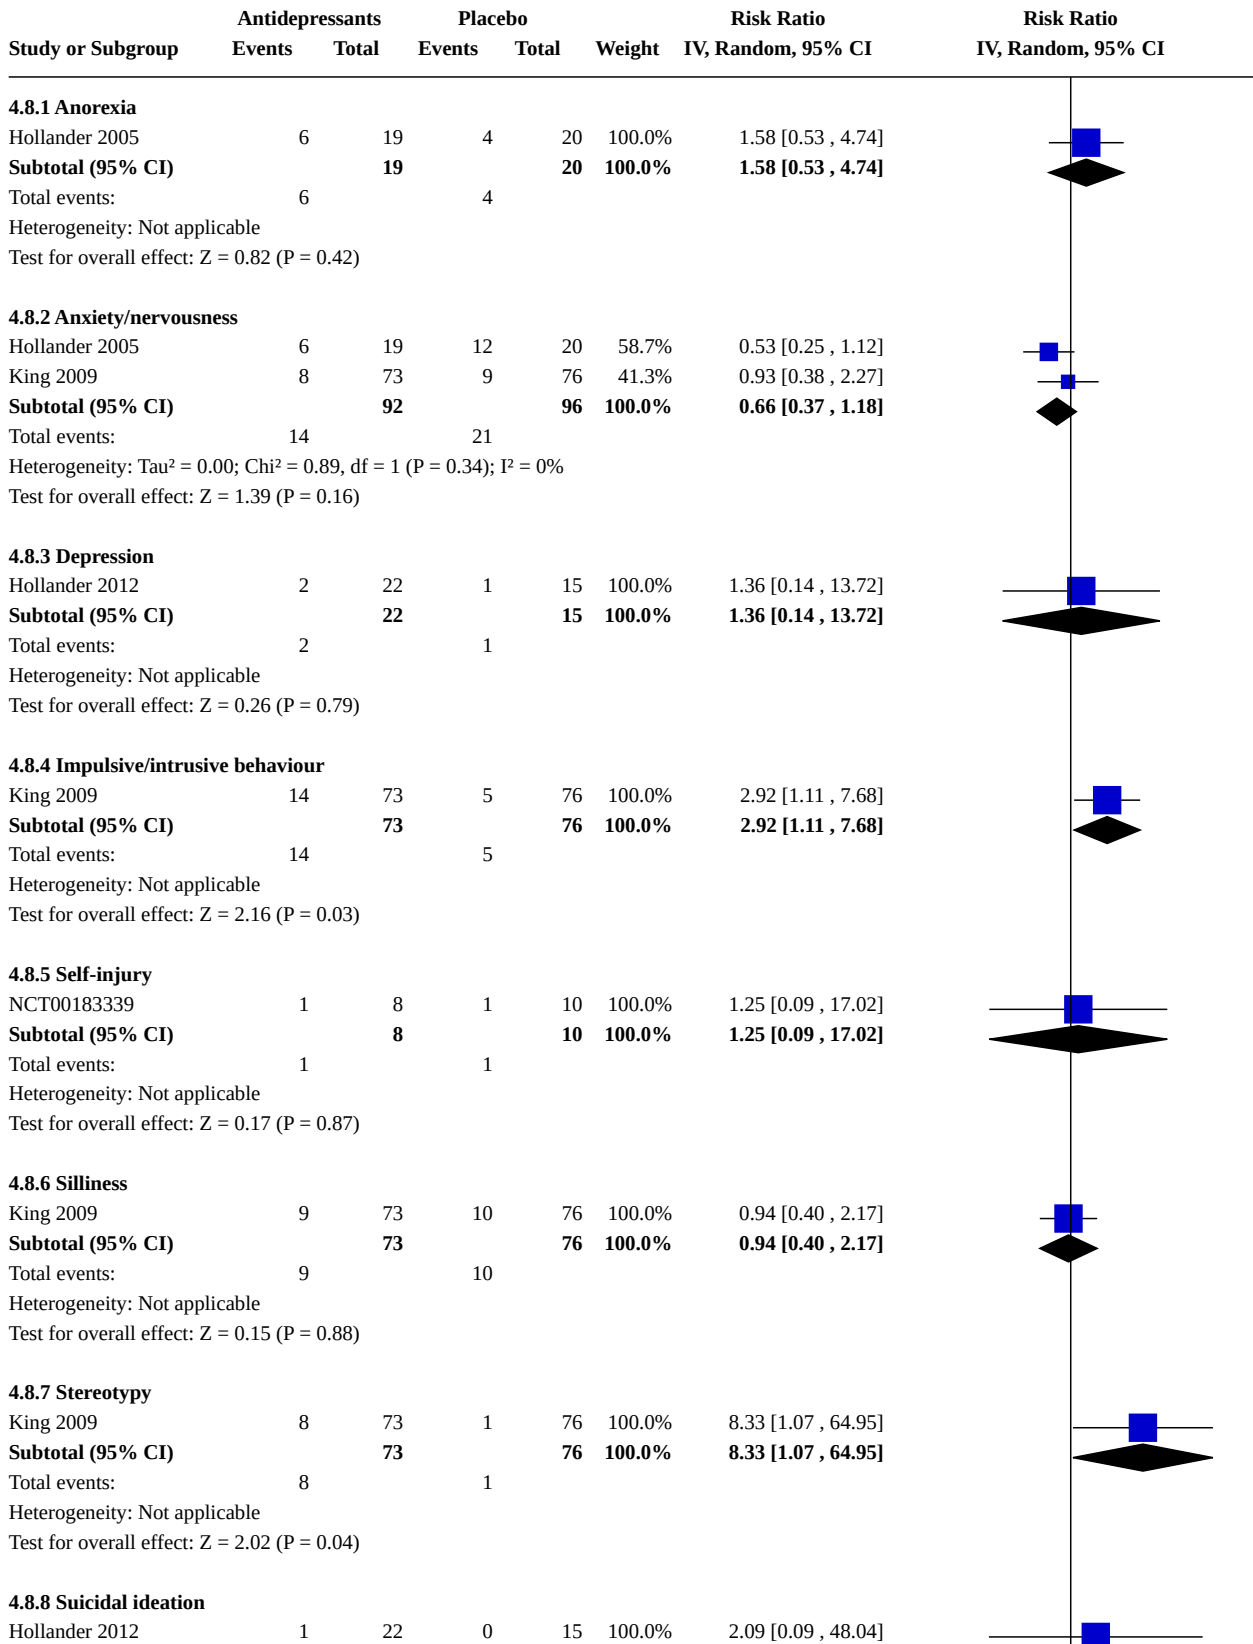 Antidepressants Placebo Risk Ratio Risk Ratio
Study or Subgroup Events Total Events Total Weight IV, Random, 95% CI IV, Random, 95% CI
4.8.1 Anorexia
Hollander 2005 6 19 4 20 100.0% 1.58 [0.53 , 4.74]
Subtotal (95% CI) 19 20 100.0% 1.58 [0.53 , 4.74]
Total events: 6 4
Heterogeneity: Not applicable
Test for overall effect: Z = 0.82 (P = 0.42)
4.8.2 Anxiety/nervousness
Hollander 2005 6 19 12 20 58.7% 0.53 [0.25 , 1.12]
King 2009 8 73 9 76 41.3% 0.93 [0.38 , 2.27]
Subtotal (95% CI) 92 96 100.0% 0.66 [0.37 , 1.18]
Total events: 14 21
Heterogeneity: Tau² = 0.00; Chi² = 0.89, df = 1 (P = 0.34); I² = 0%
Test for overall effect: Z = 1.39 (P = 0.16)
4.8.3 Depression
Hollander 2012 2 22 1 15 100.0% 1.36 [0.14 , 13.72]
Subtotal (95% CI) 22 15 100.0% 1.36 [0.14 , 13.72]
Total events: 2 1
Heterogeneity: Not applicable
Test for overall effect: Z = 0.26 (P = 0.79)
4.8.4 Impulsive/intrusive behaviour
King 2009 14 73 5 76 100.0% 2.92 [1.11 , 7.68]
Subtotal (95% CI) 73 76 100.0% 2.92 [1.11 , 7.68]
Total events: 14 5
Heterogeneity: Not applicable
Test for overall effect: Z = 2.16 (P = 0.03)
4.8.5 Self-injury
NCT00183339 1 8 1 10 100.0% 1.25 [0.09 , 17.02]
Subtotal (95% CI) 8 10 100.0% 1.25 [0.09 , 17.02]
Total events: 1 1
Heterogeneity: Not applicable
Test for overall effect: Z = 0.17 (P = 0.87)
4.8.6 Silliness
King 2009 9 73 10 76 100.0% 0.94 [0.40 , 2.17]
Subtotal (95% CI) 73 76 100.0% 0.94 [0.40 , 2.17]
Total events: 9 10
Heterogeneity: Not applicable
Test for overall effect: Z = 0.15 (P = 0.88)
4.8.7 Stereotypy
King 2009 8 73 1 76 100.0% 8.33 [1.07 , 64.95]
Subtotal (95% CI) 73 76 100.0% 8.33 [1.07 , 64.95]
Total events: 8 1
Heterogeneity: Not applicable
Test for overall effect: Z = 2.02 (P = 0.04)
4.8.8 Suicidal ideation
Hollander 2012 1 22 0 15 100.0% 2.09 [0.09 , 48.04]